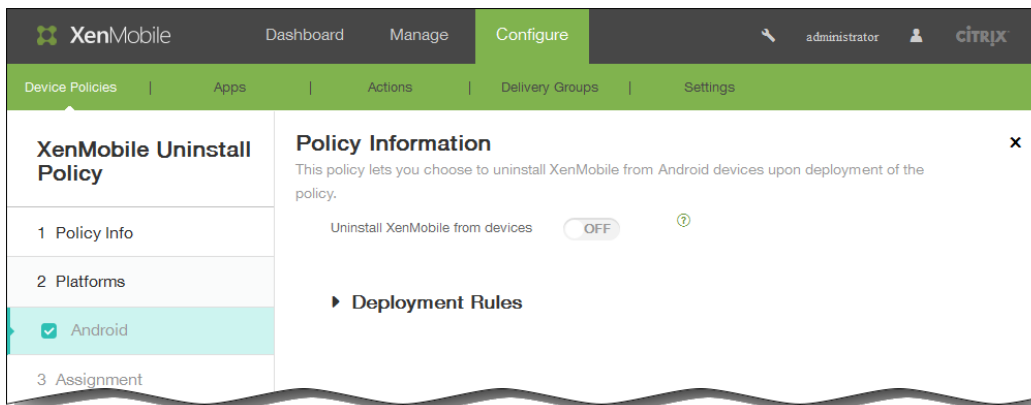 XenMobile Dashboard Manage Configure administrator CİTRIX
Device Policies | Apps | Actions | Delivery Groups | Settings
XenMobile Uninstall
Policy
1 Policy Info
2 Platforms
Android
3 Assignment
Policy Information
This policy lets you choose to uninstall XenMobile from Android devices upon deployment of the
policy.
Uninstall XenMobile from devices OFF ?
Deployment Rules